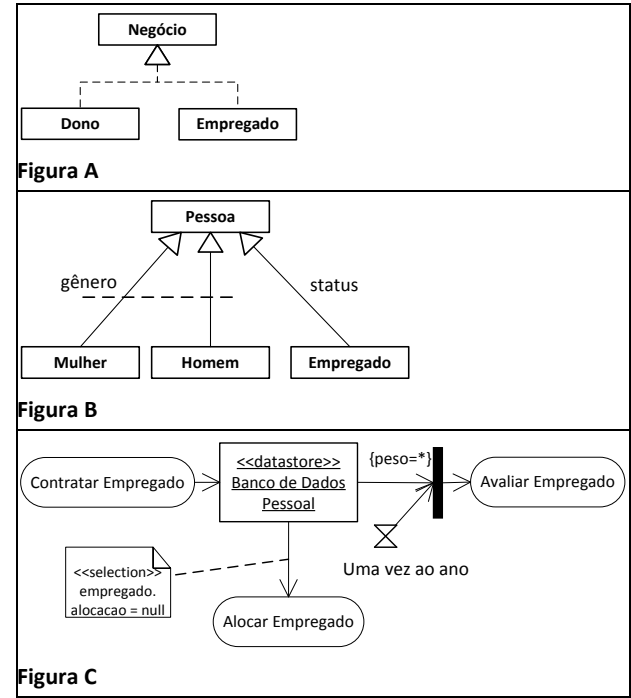 Negócio
Dono
Empregado
Figura A
Pessoa
gênero
status
Mulher
Homem
Empregado
Figura B
Contratar Empregado
<<datastore>>
Banco de Dados
Pessoal
{peso=*}
Avaliar Empregado
Uma vez ao ano
<<selection>>
empregado.
alocacao = null
Alocar Empregado
Figura C